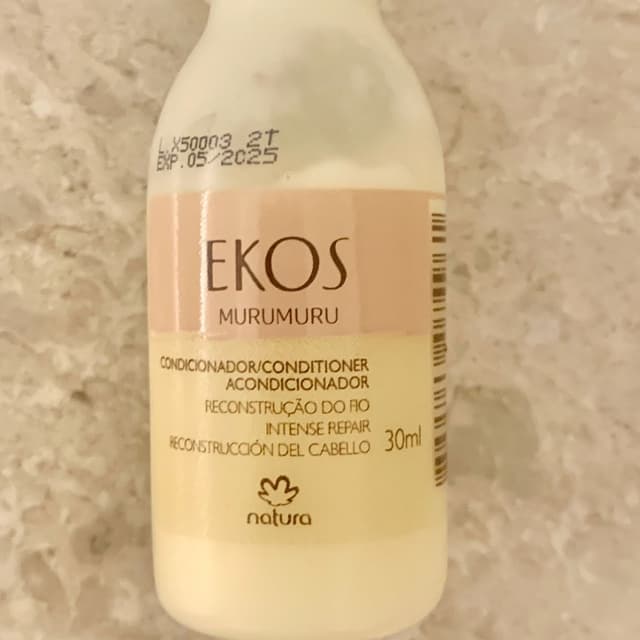 L.X50003 2T
EXP.05/2025
EKOS
MURUMURU
CONDICIONADOR/CONDITIONER
ACONDICIONADOR
RECONSTRUÇÃO DO FIO
INTENSE REPAIR
RECONSTRUCCIÓN DEL CABELLO
30ml
natura